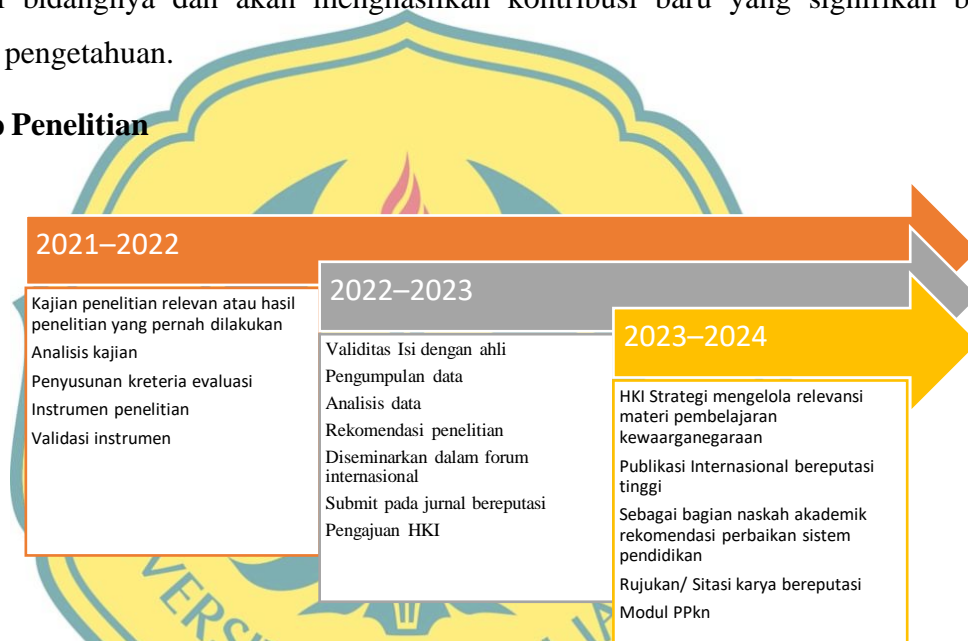 bidangnya dan akan menghasilkan kontribusi baru yang signifikan
pengetahuan.
Penelitian
2021–2022
Kajian penelitian relevan atau hasil
penelitian yang pernah dilakukan
Analisis kajian
Penyusunan kreteria evaluasi
Instrumen penelitian
Validasi instrumen
2022–2023
Validitas Isi dengan ahli
Pengumpulan data
Analisis data
Rekomendasi penelitian
Diseminarkan dalam forum
internasional
Submit pada jurnal bereputasi
Pengajuan HKI
2023–2024
HKI Strategi mengelola relevansi
materi pembelajaran
kewaarganegaraan
Publikasi Internasional bereputasi
tinggi
Sebagai bagian naskah akademik
rekomendasi perbaikan sistem
pendidikan
Rujukan/ Sitasi karya bereputasi
Modul PPkn